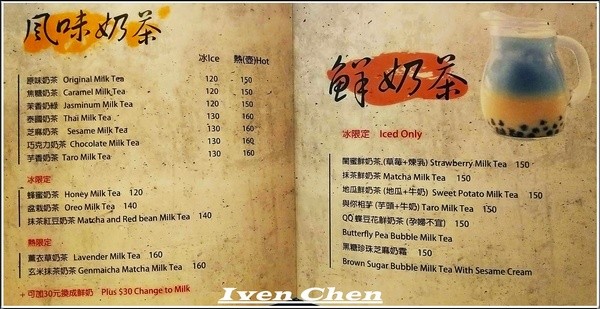 風味奶茶
冰Ice 熱(壺)Hot
原味奶茶 Original Milk Tea 120 150
焦糖奶茶 Caramel Milk Tea 120 150
茉香奶綠 Jasminum Milk Tea 120 150
泰國奶茶 Thai Milk Tea 130 160
芝麻奶茶 Sesame Milk Tea 130 160
巧克力奶茶 Chocolate Milk Tea 130 160
芋香奶茶 Taro Milk Tea 130 160
冰限定
蜂蜜奶茶 Honey Milk Tea 120
盆栽奶茶 Oreo Milk Tea 140
抹茶紅豆奶茶 Matcha and Red bean Milk Tea 140
熱限定
薰衣草奶茶 Lavender Milk Tea 160
玄米抹茶奶茶 Genmaicha Matcha Milk Tea 160
+ 可加30元換成鮮奶 Plus $30 Change to Milk
鮮奶茶
冰限定 Iced Only
閨蜜鮮奶茶 (草莓+煉乳) Strawberry Milk Tea 150
抹茶鮮奶茶 Matcha Milk Tea 150
地瓜鮮奶茶 (地瓜+牛奶) Sweet Potato Milk Tea 150
與你相芋 (芋頭+牛奶) Taro Milk Tea 150
QQ 蝶豆花鮮奶茶 (孕婦不宜) 150
Butterfly Pea Bubble Milk Tea
黑糖珍珠芝麻奶霜 150
Brown Sugar Bubble Milk Tea With Sesame Cream
Iven Chen